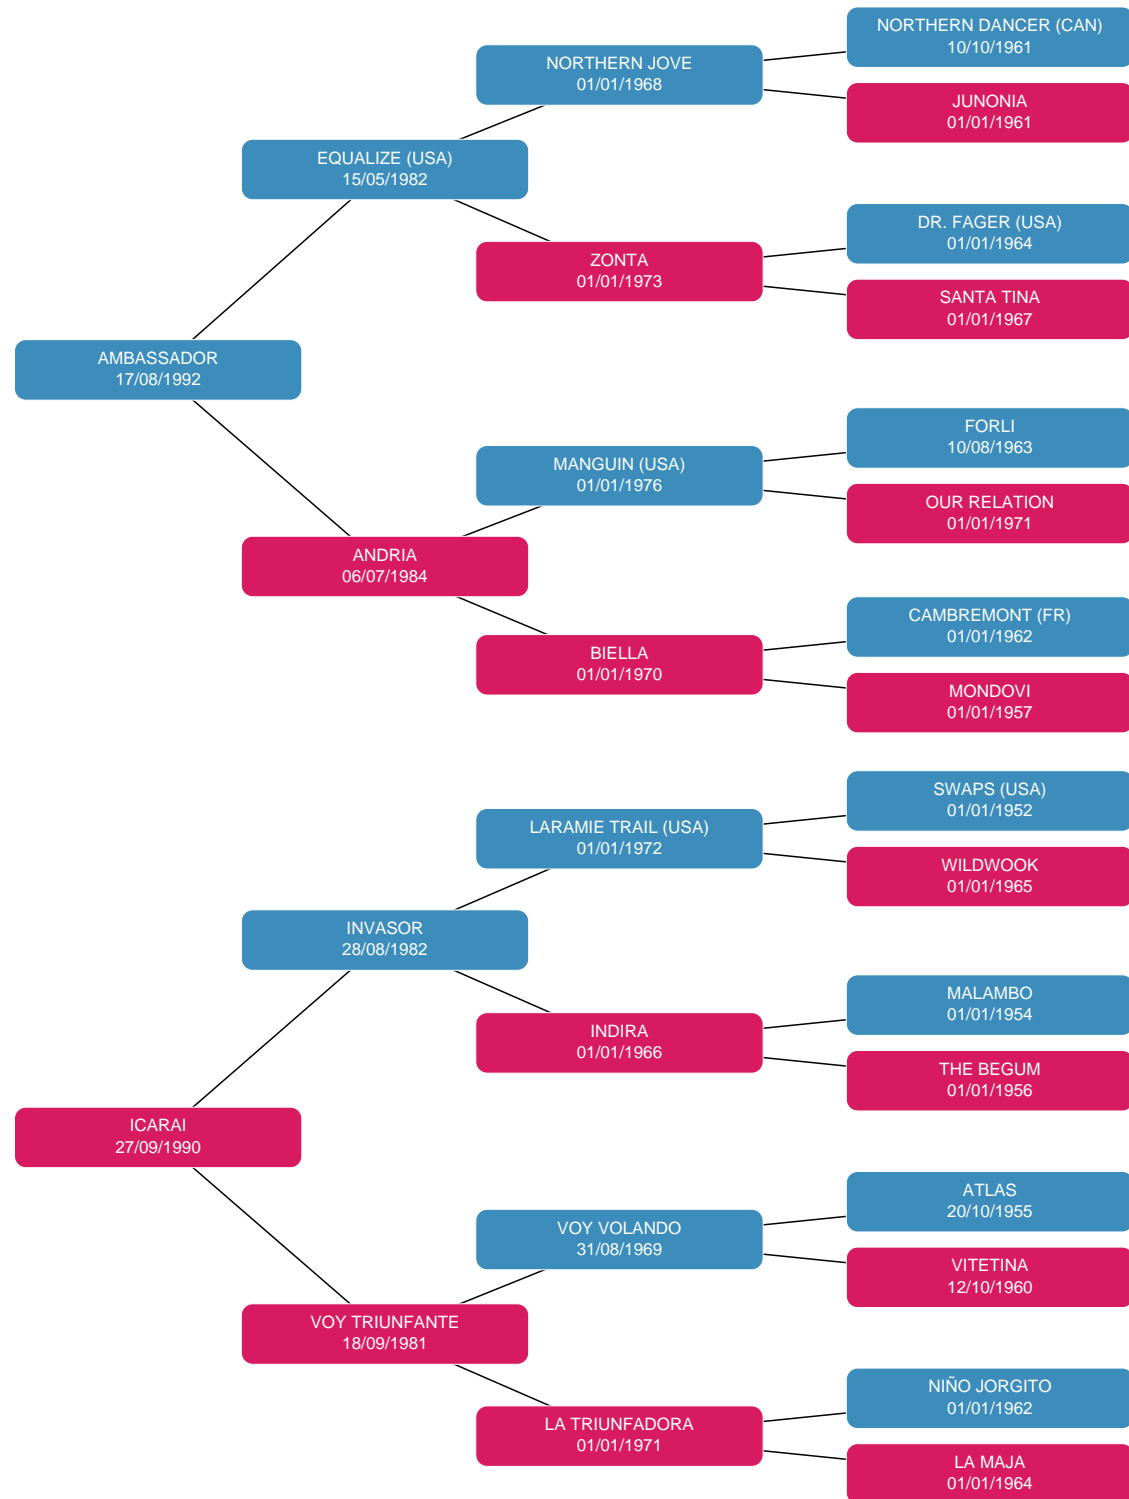 NORTHERN DANCER (CAN)
10/10/1961
NORTHERN JOVE
01/01/1968
JUNONIA
01/01/1961
EQUALIZE (USA)
15/05/1982
DR. FAGER (USA)
01/01/1964
ZONTA
01/01/1973
SANTA TINA
01/01/1967
AMBASSADOR
17/08/1992
FORLI
10/08/1963
MANGUIN (USA)
01/01/1976
OUR RELATION
01/01/1971
ANDRIA
06/07/1984
CAMBREMONT (FR)
01/01/1962
BIELLA
01/01/1970
MONDOVI
01/01/1957
SWAPS (USA)
01/01/1952
LARAMIE TRAIL (USA)
01/01/1972
WILDWOOK
01/01/1965
INVASOR
28/08/1982
MALAMBO
01/01/1954
INDIRA
01/01/1966
THE BEGUM
01/01/1956
ICARAI
27/09/1990
ATLAS
20/10/1955
VOY VOLANDO
31/08/1969
VITETINA
12/10/1960
VOY TRIUNFANTE
18/09/1981
NIÑO JORGITO
01/01/1962
LA TRIUNFADORA
01/01/1971
LA MAJA
01/01/1964